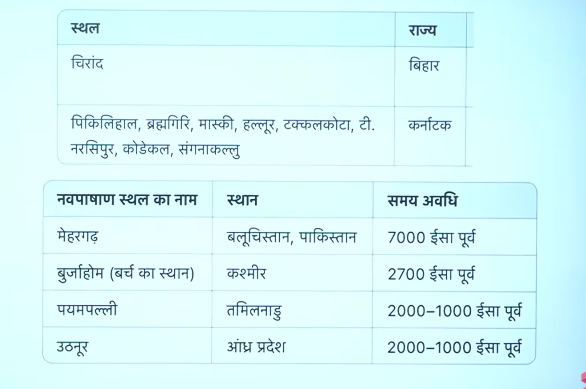 स्थल राज्य
चिरांद बिहार
पिकिलिहाल, ब्रह्मगिरि, मास्की, हल्लूर, टक्कलकोटा, टी. कर्नाटक
नरसिपुर, कोडेकल, संगनाकल्लु
नवपाषाण स्थल का नाम स्थान समय अवधि
मेहरगढ़ बलूचिस्तान, पाकिस्तान 7000 ईसा पूर्व
बुर्जाहोम (बर्च का स्थान) कश्मीर 2700 ईसा पूर्व
पयमपल्ली तमिलनाडु 2000–1000 ईसा पूर्व
उठनूर आंध्र प्रदेश 2000–1000 ईसा पूर्व